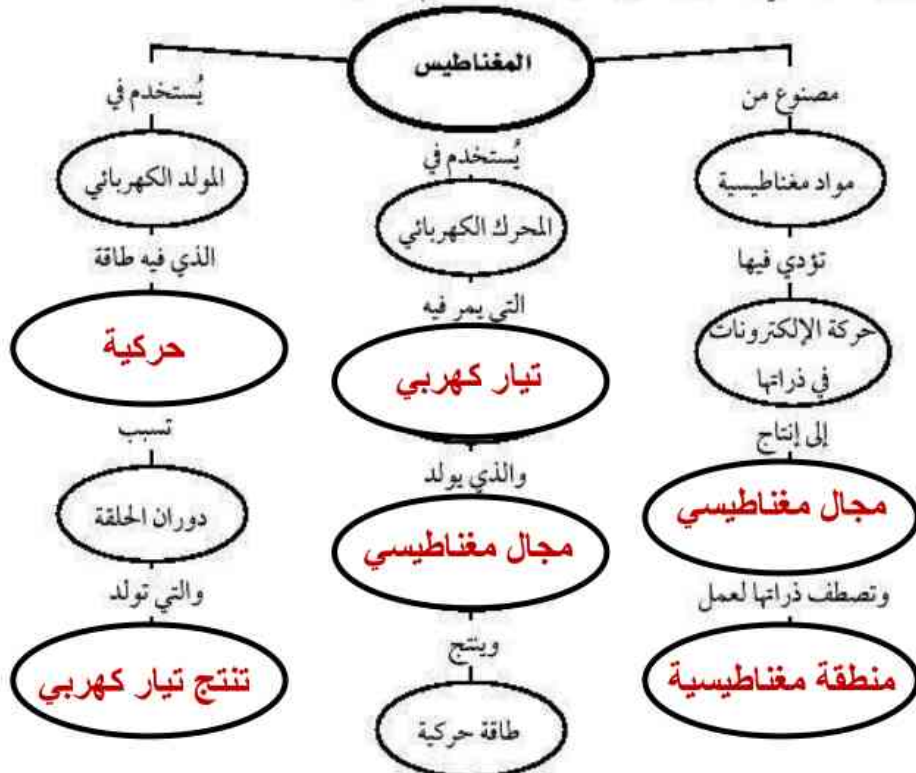 المغناطيس
مصنوع من
مواد مغناطيسية
تؤدي فيها
حركة الإلكترونات
في ذراتها
إلى إنتاج
مجال مغناطيسي
وتصطف ذراتها لعمل
منطقة مغناطيسية
يُستخدم في
المحرك الكهربائي
التي يمر فيه
تيار كهربي
والذي يولد
مجال مغناطيسي
وينتج
طاقة حركية
يُستخدم في
المولد الكهربائي
الذي فيه طاقة
حركية
تسبب
دوران الحلقة
والتي تولد
تنتج تيار كهربي